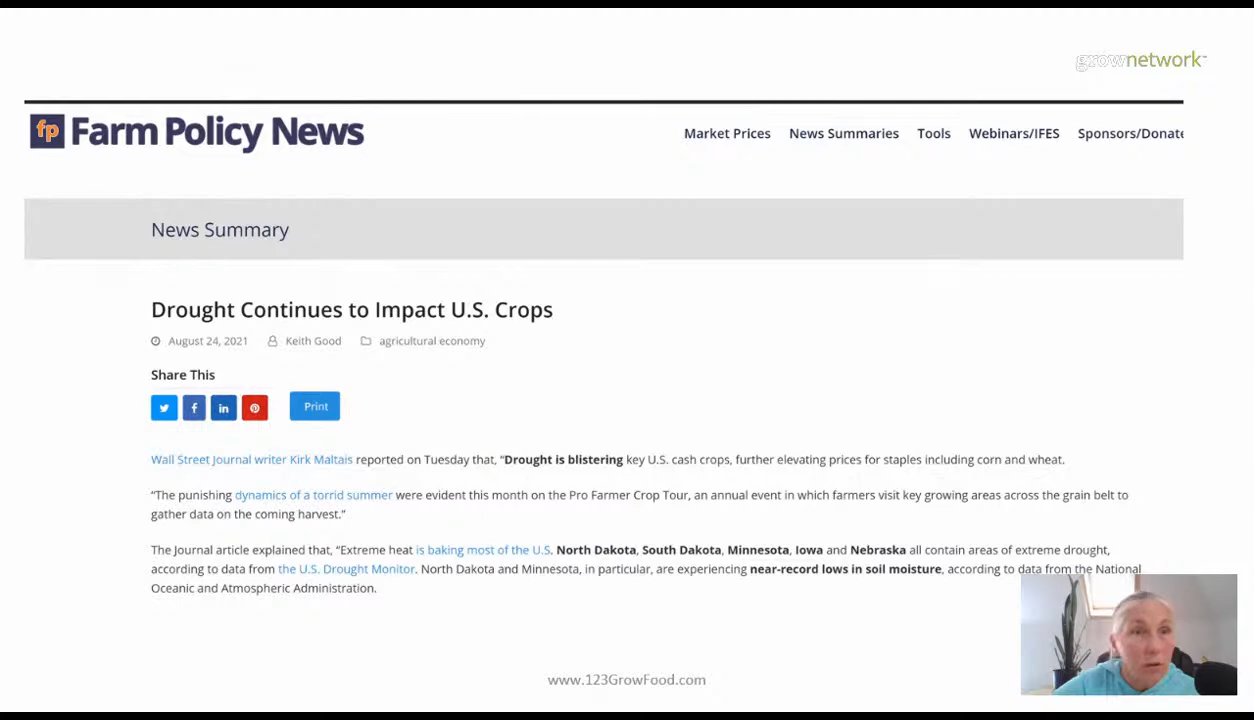 grownetwork™
fp Farm Policy News
Market Prices News Summaries Tools Webinars/IFES Sponsors/Donate
News Summary
Drought Continues to Impact U.S. Crops
August 24, 2021 Keith Good agricultural economy
Share This
Print
Wall Street Journal writer Kirk Maltais reported on Tuesday that, “Drought is blistering key U.S. cash crops, further elevating prices for staples including corn and wheat.
“The punishing dynamics of a torrid summer were evident this month on the Pro Farmer Crop Tour, an annual event in which farmers visit key growing areas across the grain belt to
gather data on the coming harvest.”
The Journal article explained that, “Extreme heat is baking most of the U.S. North Dakota, South Dakota, Minnesota, Iowa and Nebraska all contain areas of extreme drought,
according to data from the U.S. Drought Monitor. North Dakota and Minnesota, in particular, are experiencing near-record lows in soil moisture, according to data from the National
Oceanic and Atmospheric Administration.
www.123GrowFood.com